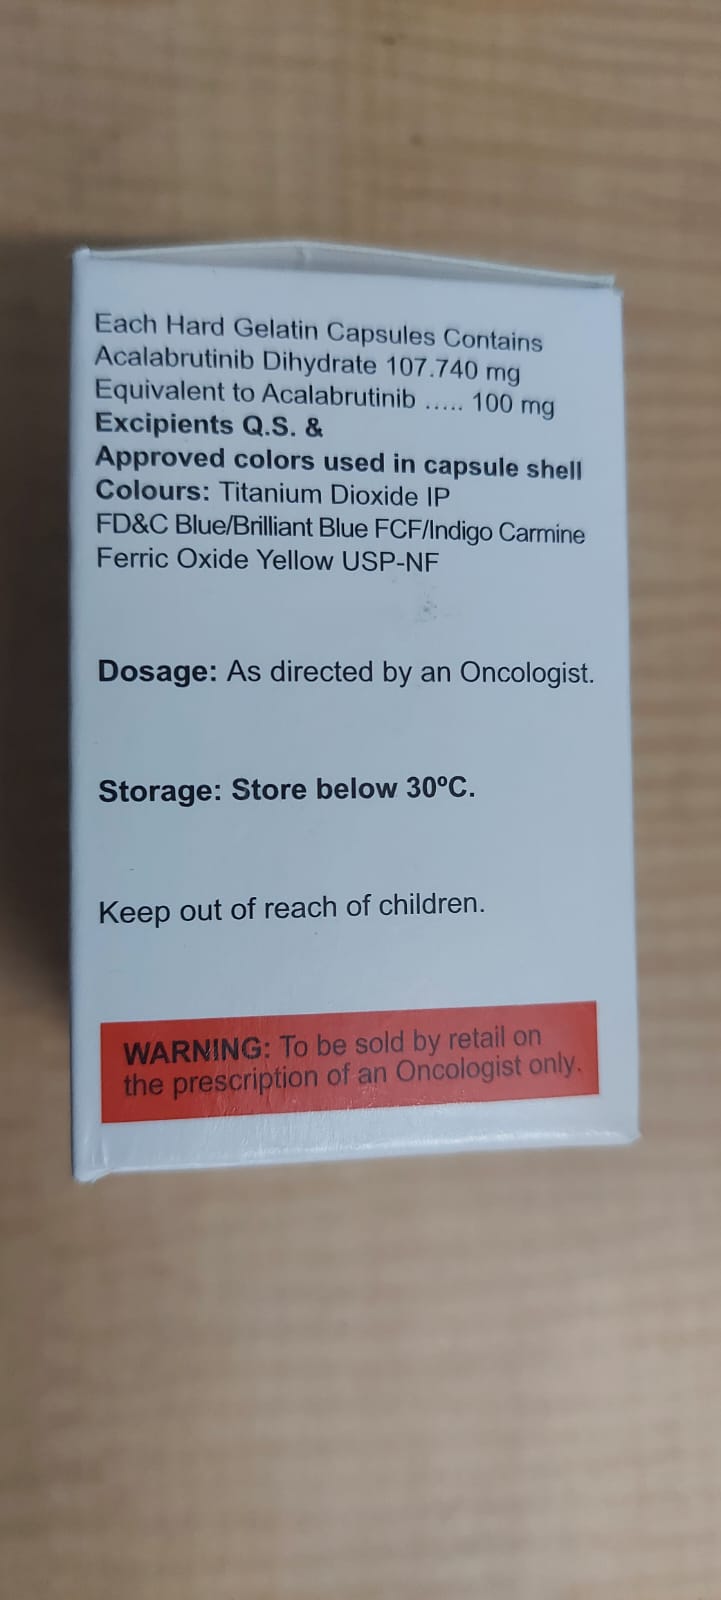 Each Hard Gelatin Capsules Contains
Acalabrutinib Dihydrate 107.740 mg
Equivalent to Acalabrutinib ..... 100 mg
Excipients Q.S. &
Approved colors used in capsule shell
Colours: Titanium Dioxide IP
FD&C Blue/Brilliant Blue FCF/Indigo Carmine
Ferric Oxide Yellow USP-NF
Dosage: As directed by an Oncologist.
Storage: Store below 30ºC.
Keep out of reach of children.
WARNING: To be sold by retail on
the prescription of an Oncologist only.